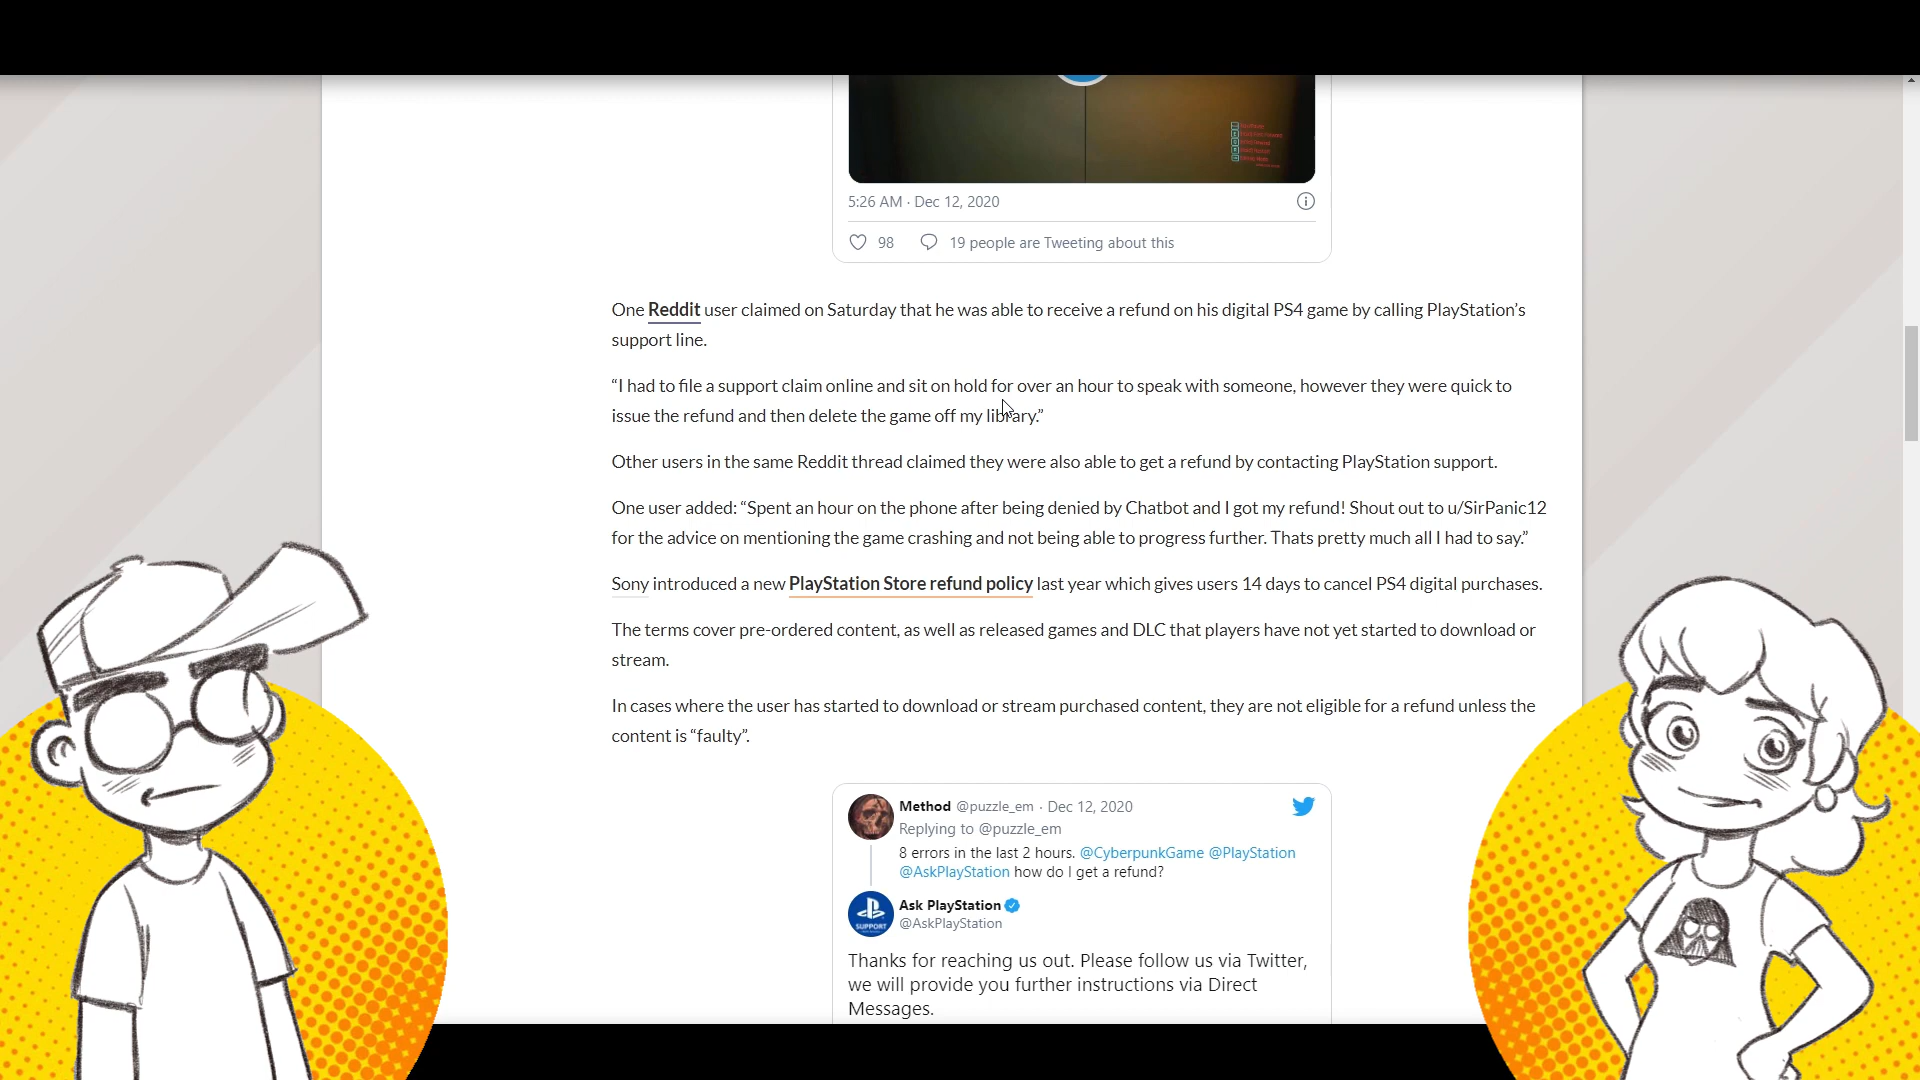 5:26 AM · Dec 12, 2020
98
19 people are Tweeting about this
One Reddit user claimed on Saturday that he was able to receive a refund on his digital PS4 game by calling PlayStation’s
support line.
“I had to file a support claim online and sit on hold for over an hour to speak with someone, however they were quick to
issue the refund and then delete the game off my library.”
Other users in the same Reddit thread claimed they were also able to get a refund by contacting PlayStation support.
One user added: “Spent an hour on the phone after being denied by Chatbot and I got my refund! Shout out to u/SirPanic12
for the advice on mentioning the game crashing and not being able to progress further. Thats pretty much all I had to say.”
Sony introduced a new PlayStation Store refund policy last year which gives users 14 days to cancel PS4 digital purchases.
The terms cover pre-ordered content, as well as released games and DLC that players have not yet started to download or
stream.
In cases where the user has started to download or stream purchased content, they are not eligible for a refund unless the
content is “faulty”.
Method @puzzle_em · Dec 12, 2020
Replying to @puzzle_em
8 errors in the last 2 hours. @CyberpunkGame @PlayStation
@AskPlayStation how do I get a refund?
Ask PlayStation
SUPPORT
@AskPlayStation
Thanks for reaching us out. Please follow us via Twitter,
we will provide you further instructions via Direct
Messages.